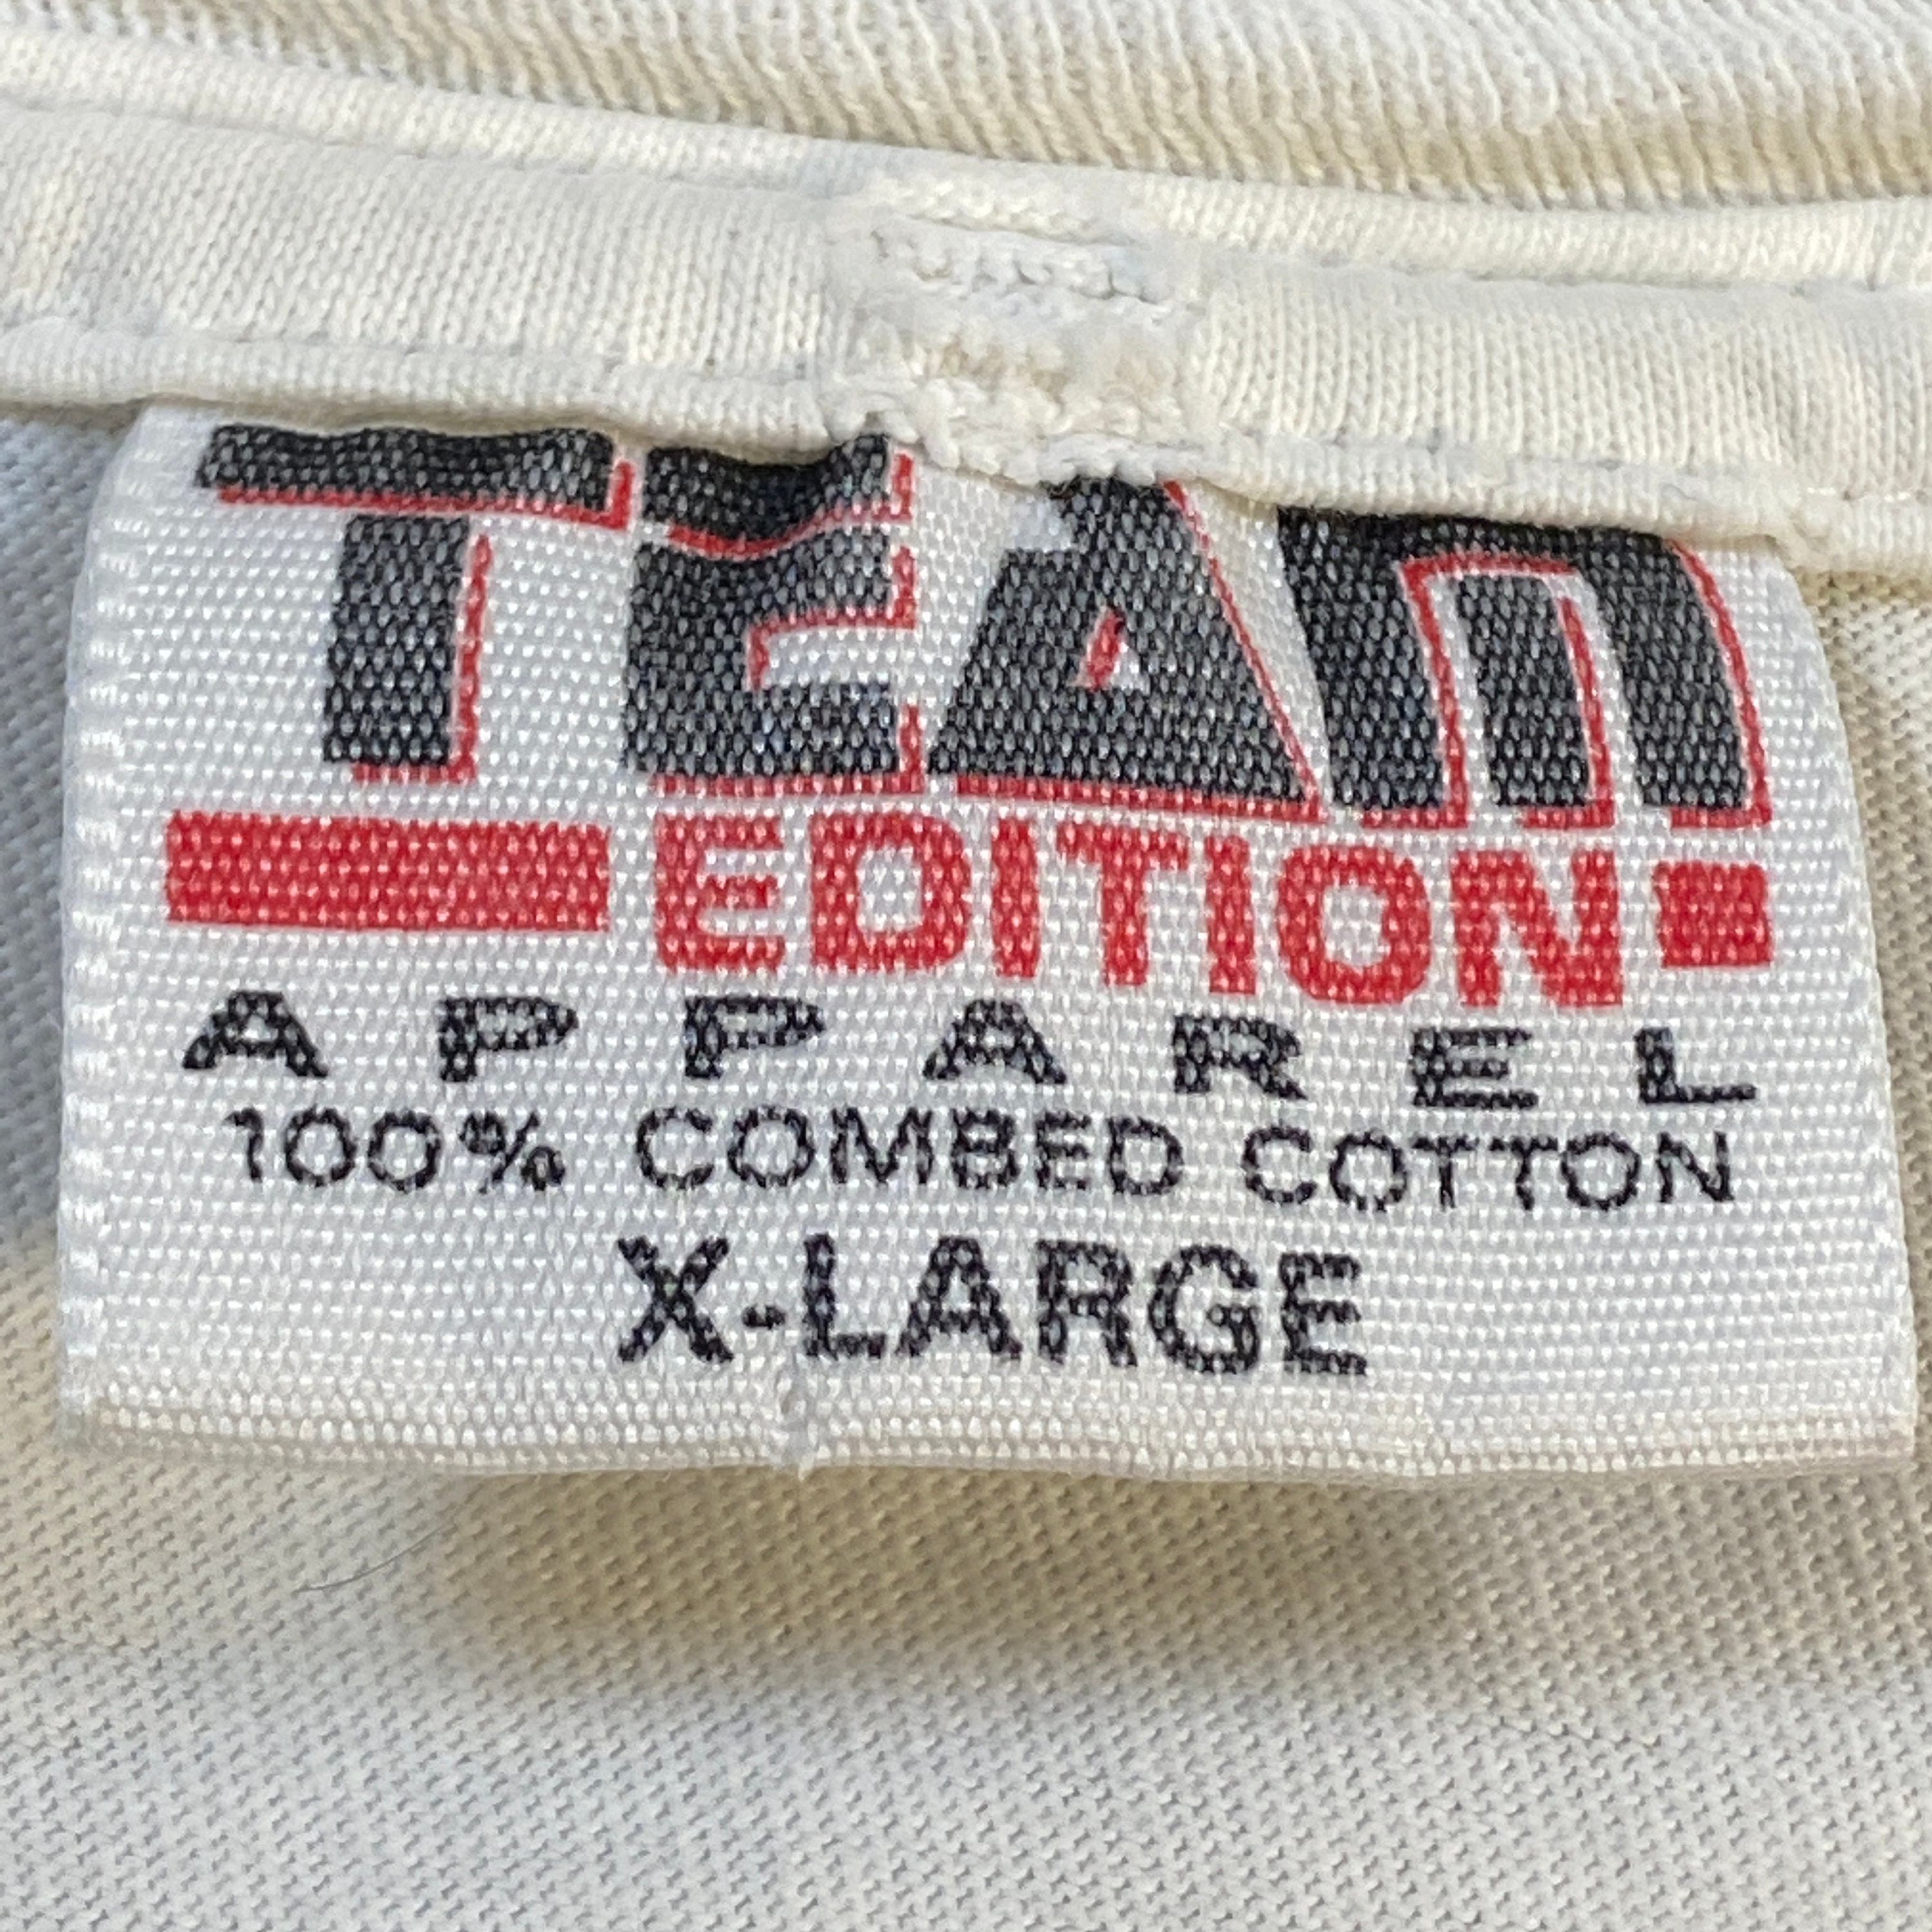 TEAM
EDITION
APPAREL
100% COMBED COTTON
X-LARGE